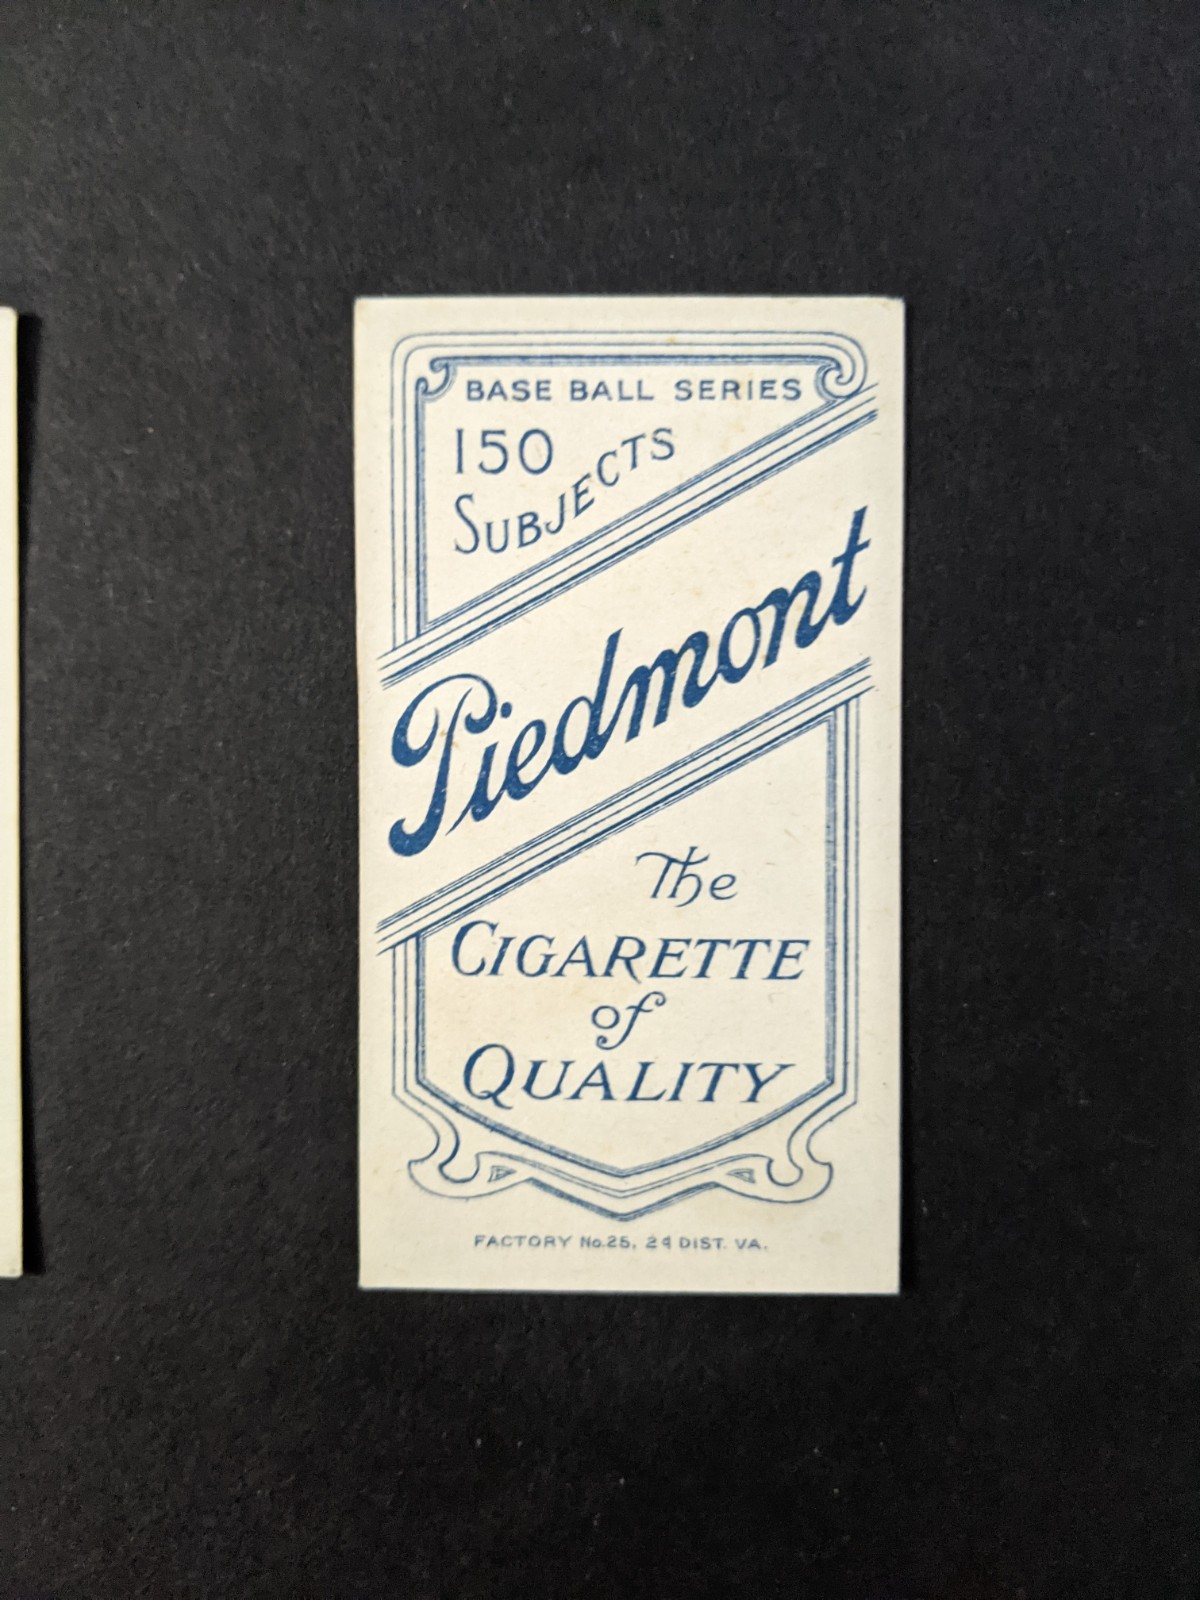 BASE BALL SERIES
150
SUBJECTS
Piedmont
The
CIGARETTE
of
QUALITY
FACTORY No.25, 2d DIST. VA.